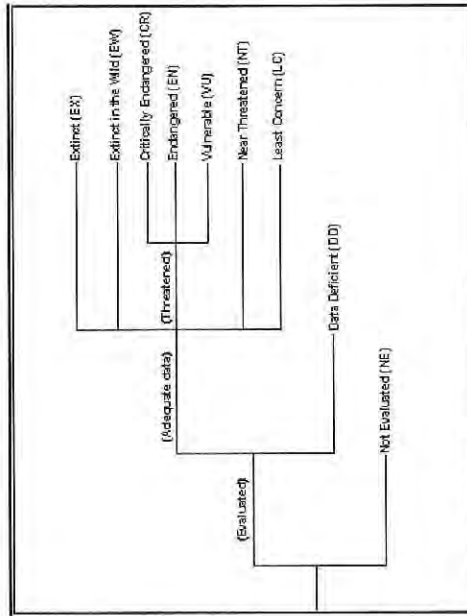 Extinct (EX)
Extinct in the Wild (EW)
Critically Endangered (CR)
(Threatened)
Endangered (EN)
Vulnerable (VU)
(Adequate data)
Near Threatened (NT)
Least Concern (LC)
(Evaluated)
Data Deficient (DD)
Not Evaluated (NE)